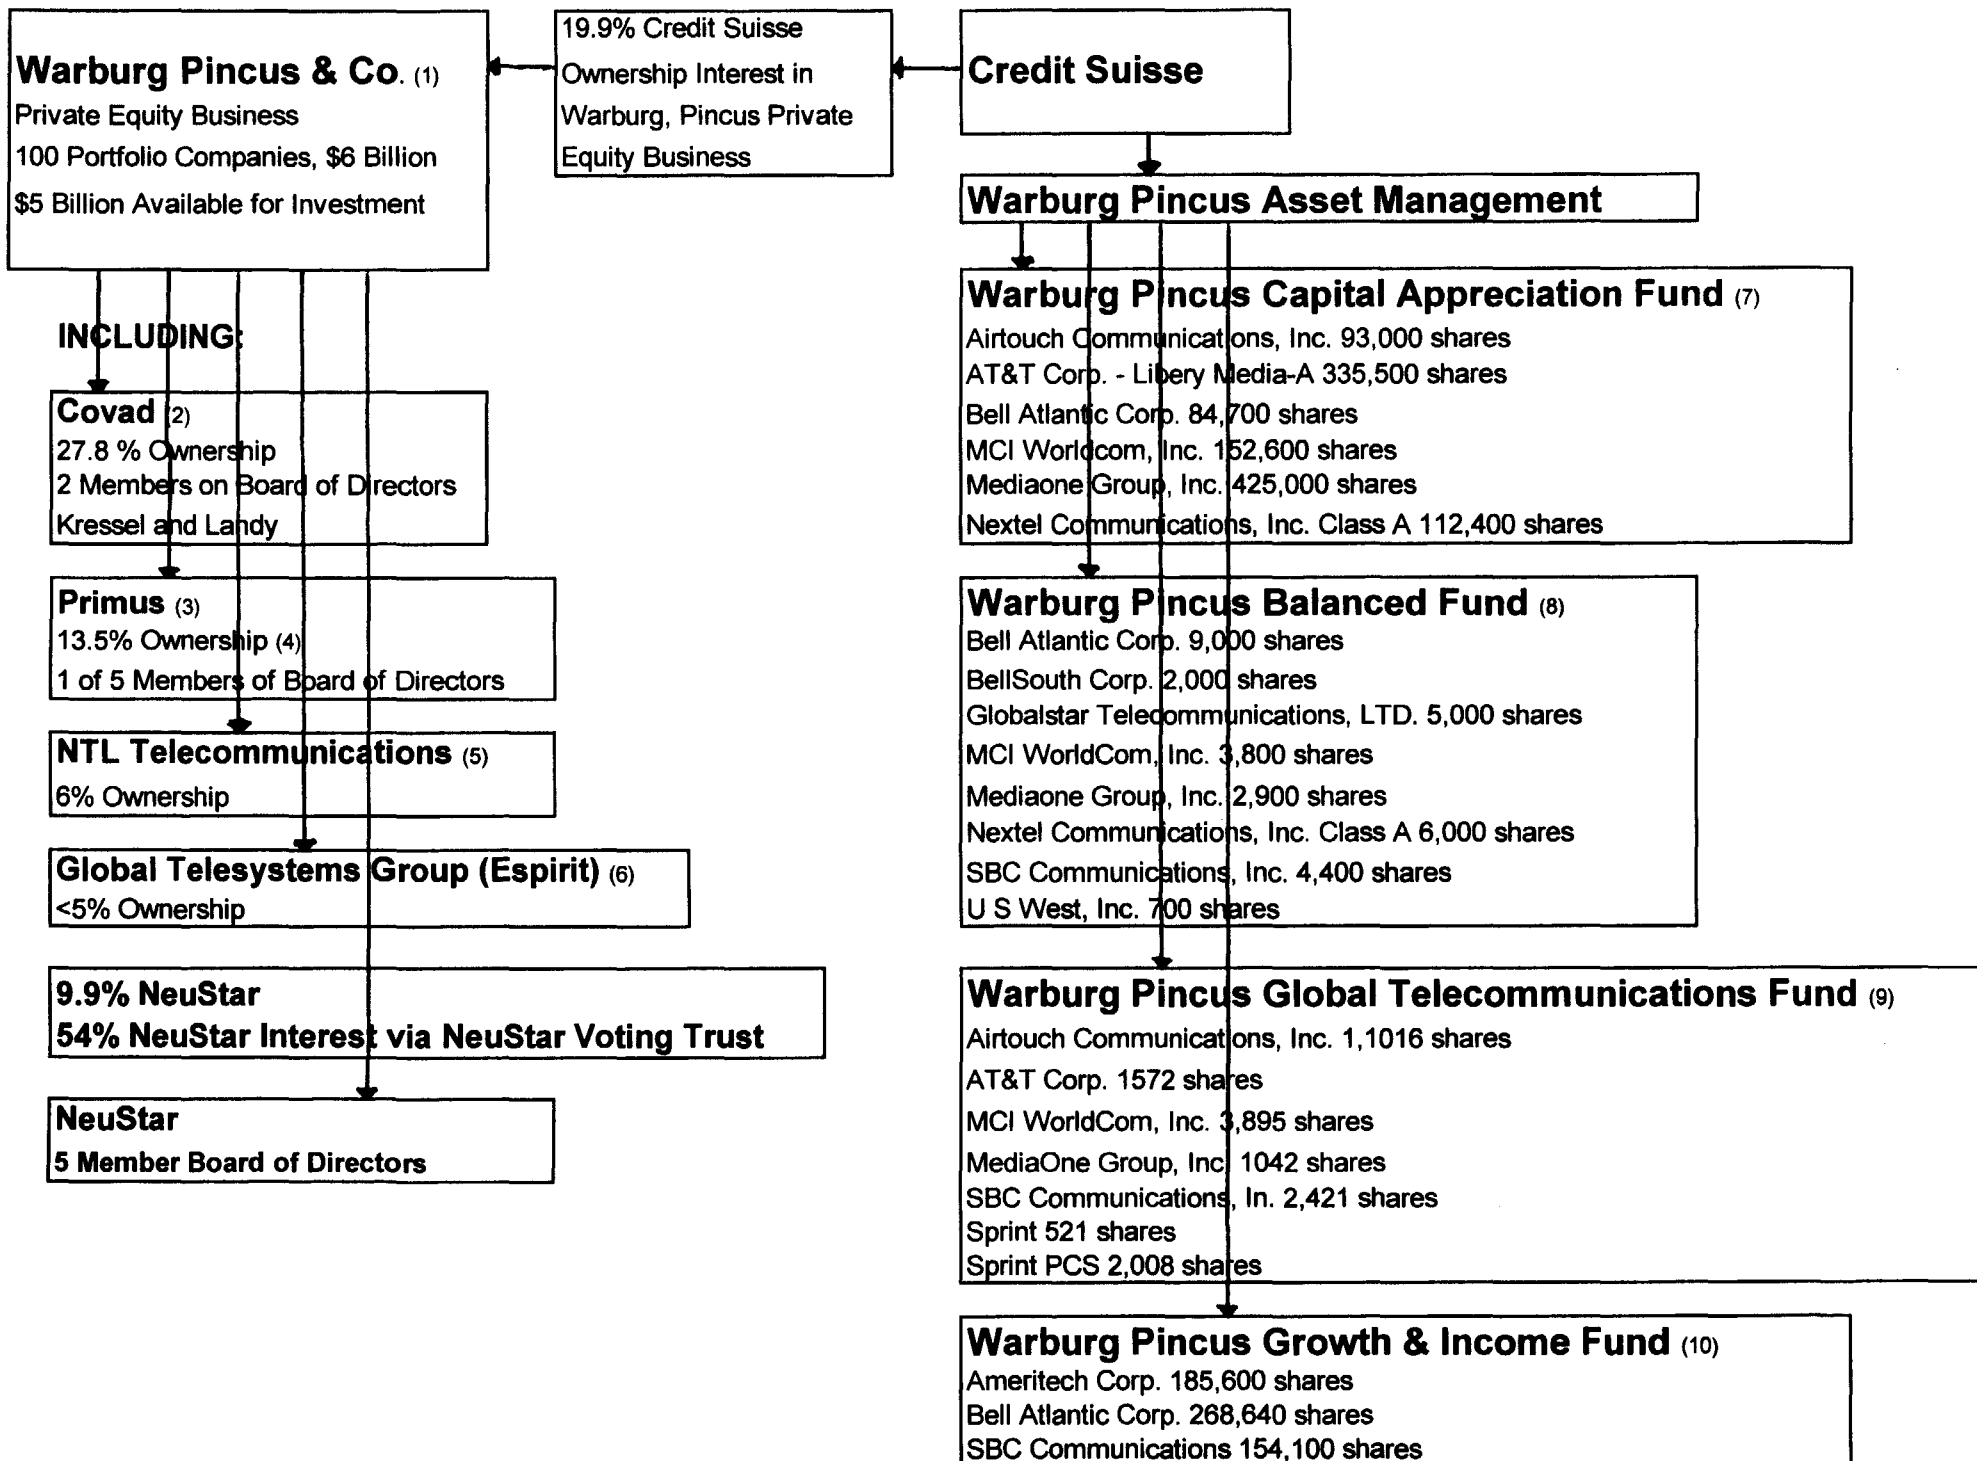 Warburg Pincus & Co. (1)
Private Equity Business
100 Portfolio Companies, $6 Billion
$5 Billion Available for Investment
19.9% Credit Suisse
Ownership Interest in
Warburg, Pincus Private
Equity Business
Credit Suisse
INCLUDING:
Covad (2)
27.8 % Ownership
2 Members on Board of Directors
Kressel and Landy
Primus (3)
13.5% Ownership (4)
1 of 5 Members of Board of Directors
NTL Telecommunications (5)
6% Ownership
Global Telesystems Group (Espirit) (6)
<5% Ownership
9.9% NeuStar
54% NeuStar Interest via NeuStar Voting Trust
NeuStar
5 Member Board of Directors
Warburg Pincus Asset Management
Warburg Pincus Capital Appreciation Fund (7)
Airtouch Communications, Inc. 93,000 shares
AT&T Corp. - Libery Media-A 335,500 shares
Bell Atlantic Corp. 84,700 shares
MCI Worldcom, Inc. 152,600 shares
Mediaone Group, Inc. 425,000 shares
Nextel Communications, Inc. Class A 112,400 shares
Warburg Pincus Balanced Fund (8)
Bell Atlantic Corp. 9,000 shares
BellSouth Corp. 2,000 shares
Globalstar Telecommunications, LTD. 5,000 shares
MCI WorldCom, Inc. 3,800 shares
Mediaone Group, Inc. 2,900 shares
Nextel Communications, Inc. Class A 6,000 shares
SBC Communications, Inc. 4,400 shares
U S West, Inc. 700 shares
Warburg Pincus Global Telecommunications Fund (9)
Airtouch Communications, Inc. 1,1016 shares
AT&T Corp. 1572 shares
MCI WorldCom, Inc. 3,895 shares
MediaOne Group, Inc. 1042 shares
SBC Communications, In. 2,421 shares
Sprint 521 shares
Sprint PCS 2,008 shares
Warburg Pincus Growth & Income Fund (10)
Ameritech Corp. 185,600 shares
Bell Atlantic Corp. 268,640 shares
SBC Communications 154,100 shares